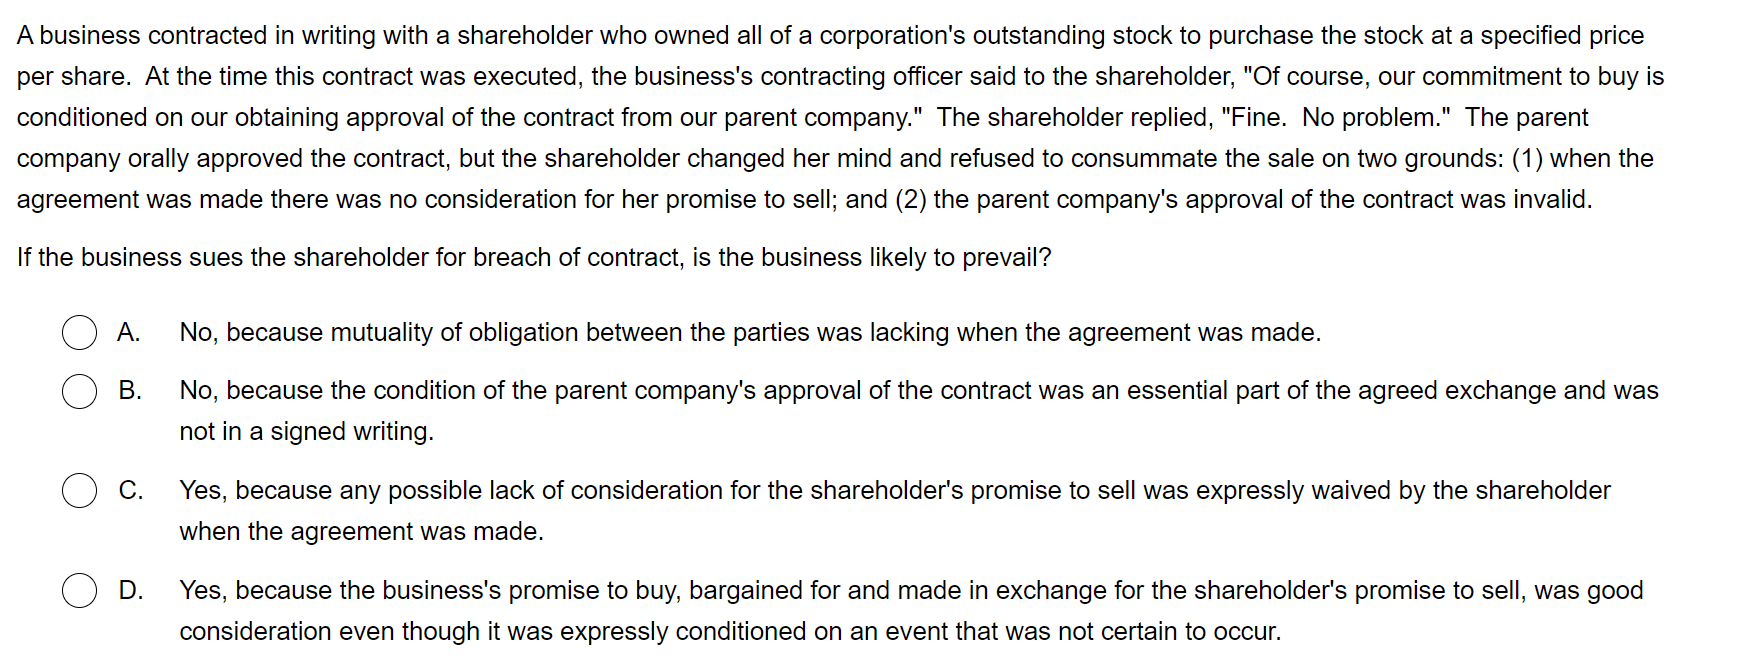 A business contracted in writing with a shareholder who owned all of a corporation's outstanding stock to purchase the stock at a specified price
per share.  At the time this contract was executed, the business's contracting officer said to the shareholder, "Of course, our commitment to buy is
conditioned on our obtaining approval of the contract from our parent company."  The shareholder replied, "Fine.  No problem."  The parent
company orally approved the contract, but the shareholder changed her mind and refused to consummate the sale on two grounds: (1) when the
agreement was made there was no consideration for her promise to sell; and (2) the parent company's approval of the contract was invalid.
If the business sues the shareholder for breach of contract, is the business likely to prevail?
A. No, because mutuality of obligation between the parties was lacking when the agreement was made.
B. No, because the condition of the parent company's approval of the contract was an essential part of the agreed exchange and was
not in a signed writing.
C. Yes, because any possible lack of consideration for the shareholder's promise to sell was expressly waived by the shareholder
when the agreement was made.
D. Yes, because the business's promise to buy, bargained for and made in exchange for the shareholder's promise to sell, was good
consideration even though it was expressly conditioned on an event that was not certain to occur.